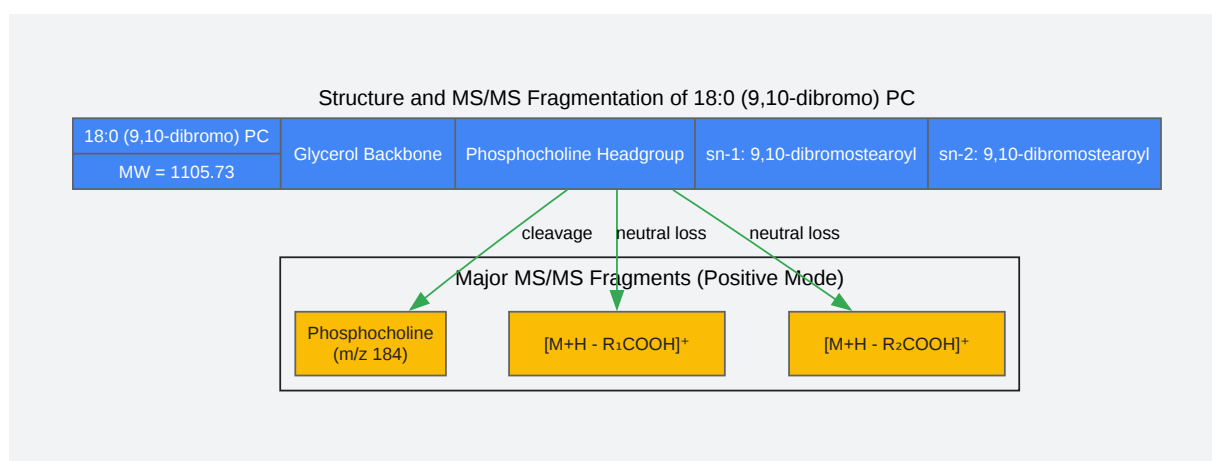 Structure and MS/MS Fragmentation of 18:0 (9,10-dibromo) PC
18:0 (9,10-dibromo) PC
MW = 1105.73
Glycerol Backbone
Phosphocholine Headgroup
sn-1: 9,10-dibromostearoyl
sn-2: 9,10-dibromostearoyl
cleavage
neutral loss
neutral loss
Major MS/MS Fragments (Positive Mode)
Phosphocholine
(m/z 184)
[M+H - R₁COOH]⁺
[M+H - R₂COOH]⁺